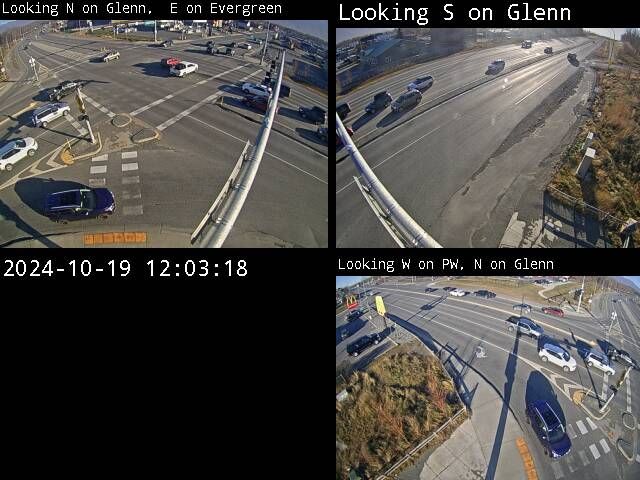 Looking N on Glenn,  E on Evergreen
Looking S on Glenn
2024-10-19 12:03:18
Looking W on PW, N on Glenn